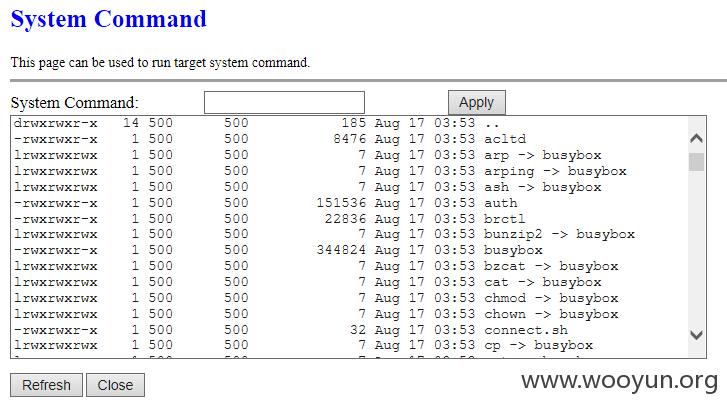 System Command
This page can be used to run target system command.
System Command: Apply
drwxrwxr-x 14 500 500 185 Aug 17 03:53 ..
-rwxrwxr-x 1 500 500 8476 Aug 17 03:53 acltd
lrwxrwxrwx 1 500 500 7 Aug 17 03:53 arp -> busybox
lrwxrwxrwx 1 500 500 7 Aug 17 03:53 arping -> busybox
lrwxrwxrwx 1 500 500 7 Aug 17 03:53 ash -> busybox
-rwxrwxr-x 1 500 500 151536 Aug 17 03:53 auth
-rwxrwxr-x 1 500 500 22836 Aug 17 03:53 brctl
lrwxrwxrwx 1 500 500 7 Aug 17 03:53 bunzip2 -> busybox
-rwxrwxr-x 1 500 500 344824 Aug 17 03:53 busybox
lrwxrwxrwx 1 500 500 7 Aug 17 03:53 bzcat -> busybox
lrwxrwxrwx 1 500 500 7 Aug 17 03:53 cat -> busybox
lrwxrwxrwx 1 500 500 7 Aug 17 03:53 chmod -> busybox
lrwxrwxrwx 1 500 500 7 Aug 17 03:53 chown -> busybox
-rwxrwxr-x 1 500 500 32 Aug 17 03:53 connect.sh
lrwxrwxrwx 1 500 500 7 Aug 17 03:53 cp -> busybox
Refresh Close
www.wooyun.org